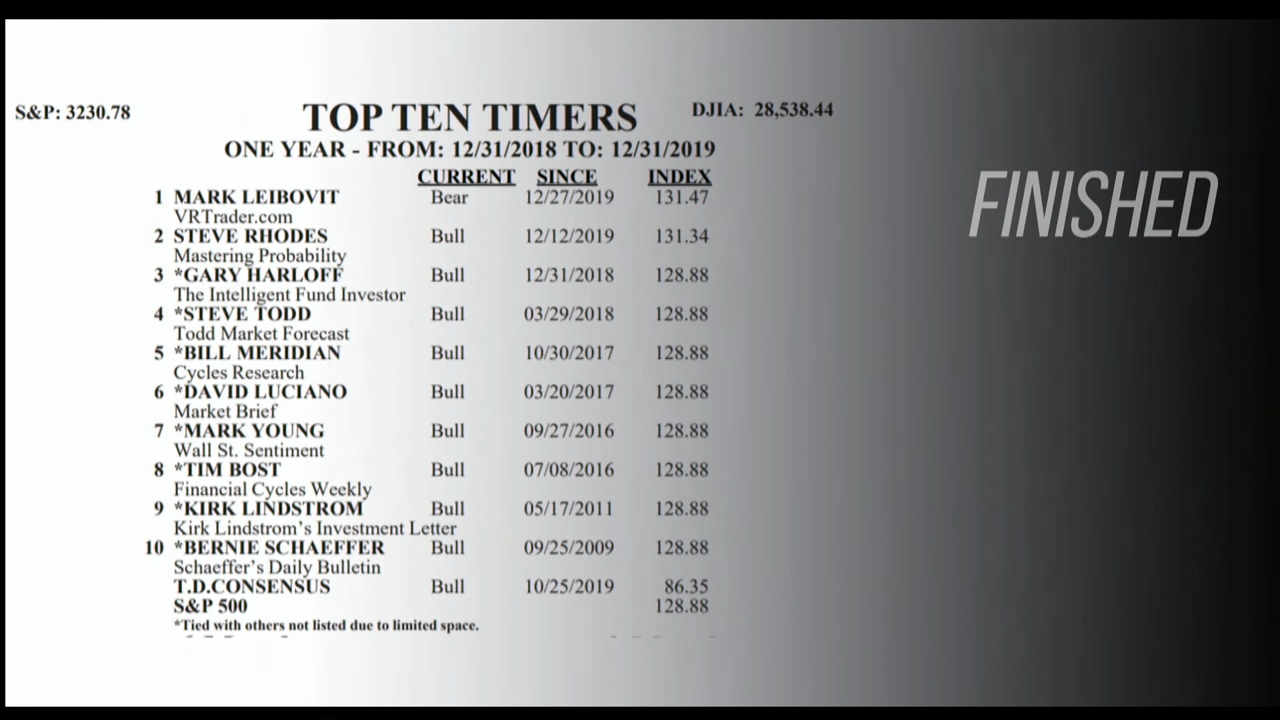 S&P: 3230.78
TOP TEN TIMERS
DJIA: 28,538.44
ONE YEAR - FROM: 12/31/2018 TO: 12/31/2019
CURRENT SINCE INDEX
1 MARK LEIBOVIT Bear 12/27/2019 131.47
VRTrader.com
2 STEVE RHODES Bull 12/12/2019 131.34
Mastering Probability
3 *GARY HARLOFF Bull 12/31/2018 128.88
The Intelligent Fund Investor
4 *STEVE TODD Bull 03/29/2018 128.88
Todd Market Forecast
5 *BILL MERIDIAN Bull 10/30/2017 128.88
Cycles Research
6 *DAVID LUCIANO Bull 03/20/2017 128.88
Market Brief
7 *MARK YOUNG Bull 09/27/2016 128.88
Wall St. Sentiment
8 *TIM BOST Bull 07/08/2016 128.88
Financial Cycles Weekly
9 *KIRK LINDSTROM Bull 05/17/2011 128.88
Kirk Lindstrom's Investment Letter
10 *BERNIE SCHAEFFER Bull 09/25/2009 128.88
Schaeffer's Daily Bulletin
T.D.CONSENSUS Bull 10/25/2019 86.35
S&P 500 128.88
*Tied with others not listed due to limited space.
FINISHED